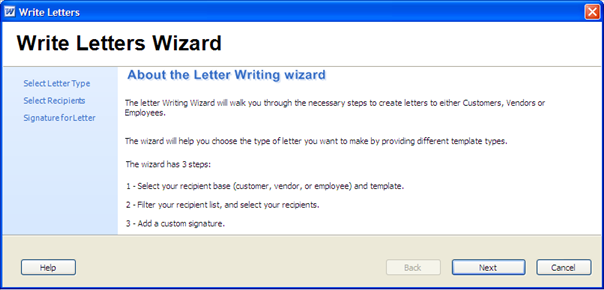 Write Letters
Write Letters Wizard
Select Letter Type
Select Recipients
Signature for Letter
About the Letter Writing wizard
The letter Writing Wizard will walk you through the necessary steps to create letters to either Customers, Vendors or
Employees.
The wizard will help you choose the type of letter you want to make by providing different template types.
The wizard has 3 steps:
1 - Select your recipient base (customer, vendor, or employee) and template.
2 - Filter your recipient list, and select your recipients.
3 - Add a custom signature.
Help
Back
Next
Cancel